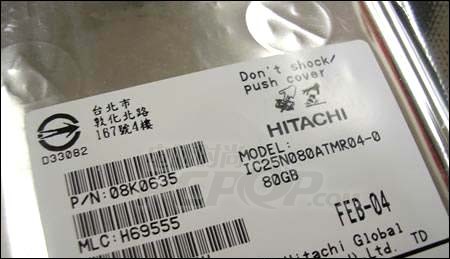 Don't shock/
push cover
台北市
敦化北路
167號4樓
D33082
HITACHI
MODEL:
IC25N080ATMR04-0
80GB
P/N:08K0635
MLC:H69555
FEB-04
Hitachi Global
TD